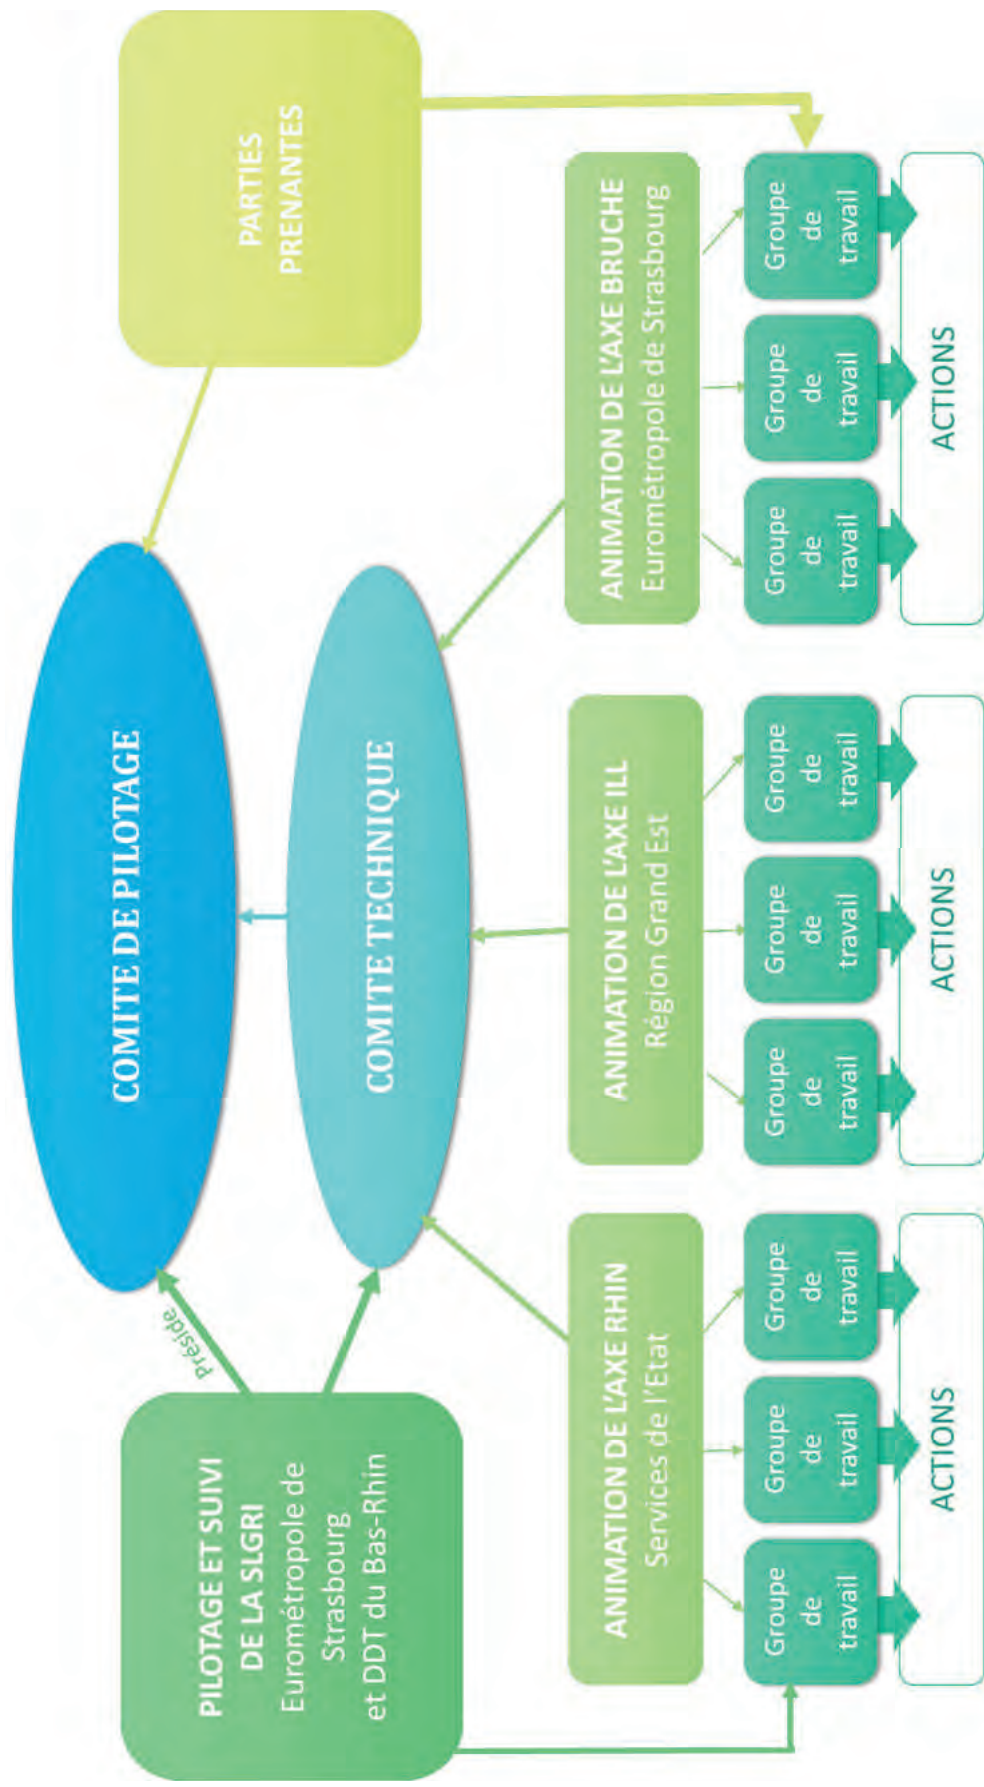 COMITE DE PILOTAGE
Préside
PILOTAGE ET SUIVI
DE LA SLGRI
Eurométropole de
Strasbourg
et DDT du Bas-Rhin
PARTIES
PRENANTES
COMITE TECHNIQUE
ANIMATION DE L'AXE RHIN
Services de l'Etat
ANIMATION DE L'AXE ILL
Région Grand Est
ANIMATION DE L'AXE BRUCHE
Eurométropole de Strasbourg
Groupe
de
travail
Groupe
de
travail
Groupe
de
travail
Groupe
de
travail
Groupe
de
travail
Groupe
de
travail
Groupe
de
travail
Groupe
de
travail
Groupe
de
travail
ACTIONS
ACTIONS
ACTIONS